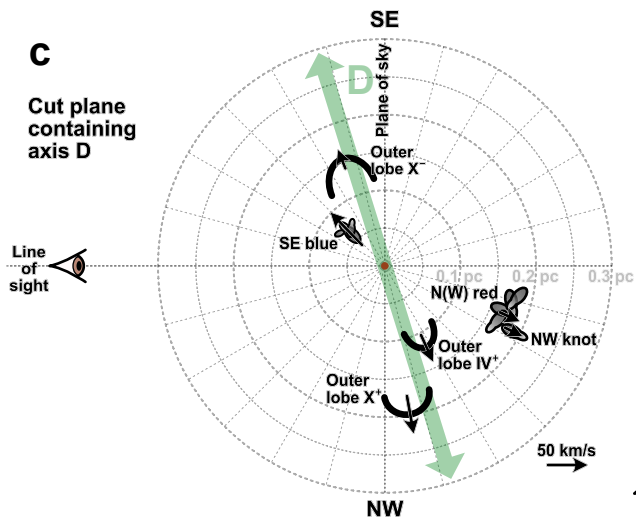 SE
c
Cut plane
containing
axis D
D
Plane of sky
Outer
lobe X⁻
SE blue
Line
of
sight
0.1 pc
0.2 pc
0.3 pc
N(W) red
NW knot
Outer
lobe IV⁺
Outer
lobe X⁺
50 km/s
NW